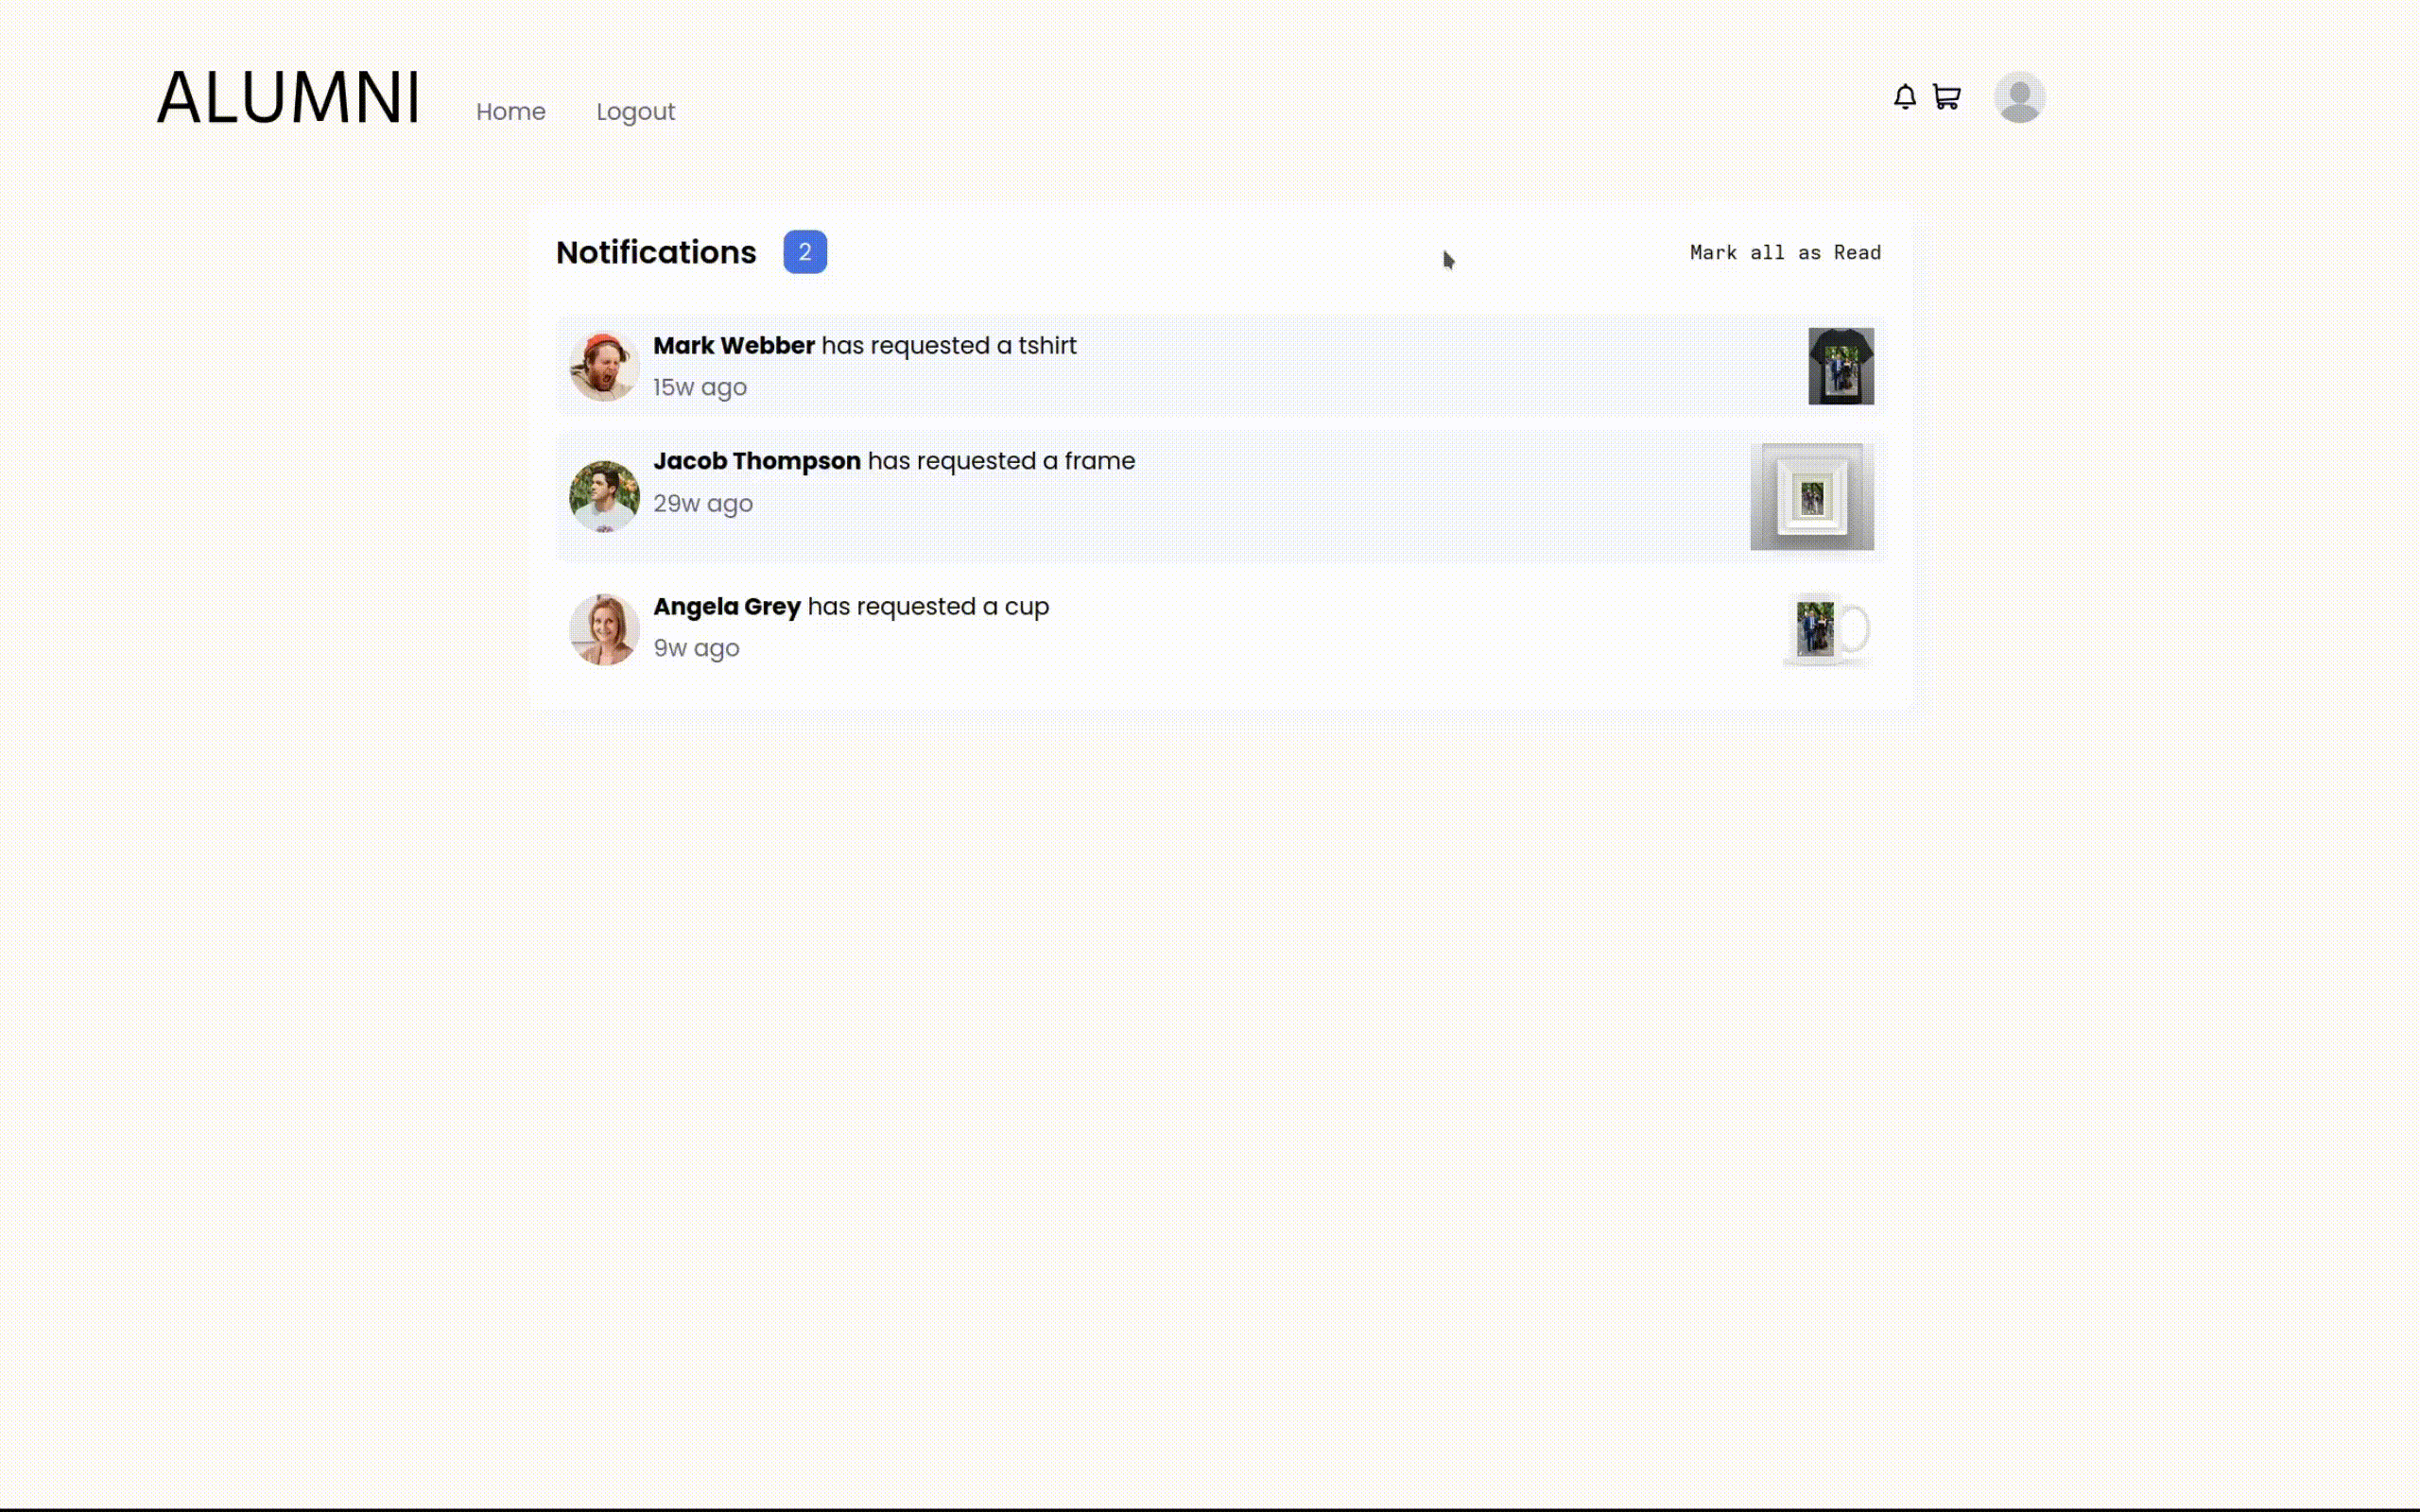 ALUMNI Home Logout
Notifications 2 Mark all as Read
Mark Webber has requested a tshirt
15w ago
Jacob Thompson has requested a frame
29w ago
Angela Grey has requested a cup
9w ago